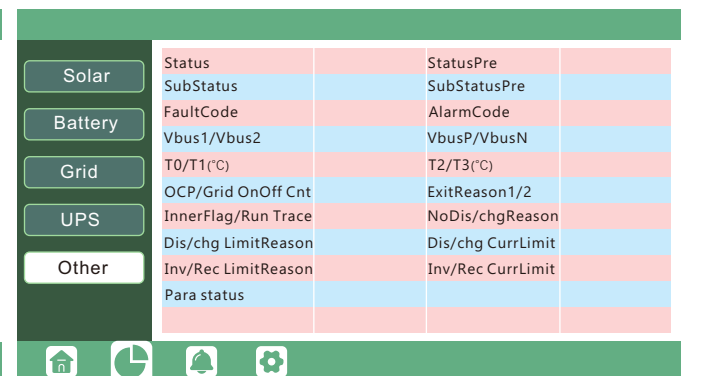 Solar
Battery
Grid
UPS
Other
Status StatusPre
SubStatus SubStatusPre
FaultCode AlarmCode
Vbus1/Vbus2 VbusP/VbusN
T0/T1(°C) T2/T3(°C)
OCP/Grid OnOff Cnt ExitReason1/2
InnerFlag/Run Trace NoDis/chgReason
Dis/chg LimitReason Dis/chg CurrLimit
Inv/Rec LimitReason Inv/Rec CurrLimit
Para status